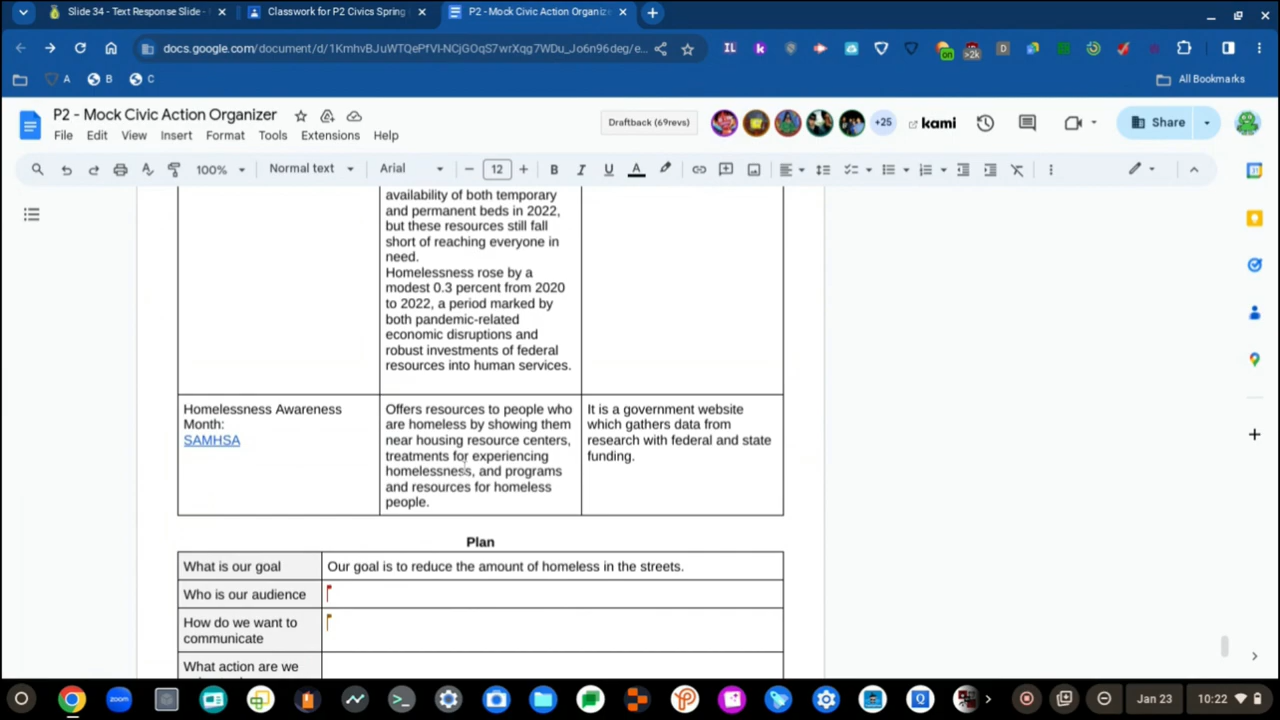 Slide 34 - Text Response Slide -
Classwork for P2 Civics Spring
P2 - Mock Civic Action Organize
docs.google.com/document/d/1KmhvBJuWTQePfVl-NCjGOqS7wrXqg7WDu_Jo6n96deg/e...
A
B
C
All Bookmarks
P2 - Mock Civic Action Organizer
Draftback (69revs)
+25
kami
Share
File Edit View Insert Format Tools Extensions Help
100%
Normal text
Arial
12
availability of both temporary
and permanent beds in 2022,
but these resources still fall
short of reaching everyone in
need.
Homelessness rose by a
modest 0.3 percent from 2020
to 2022, a period marked by
both pandemic-related
economic disruptions and
robust investments of federal
resources into human services.
Homelessness Awareness
Month:
SAMHSA
Offers resources to people who
are homeless by showing them
near housing resource centers,
treatments for experiencing
homelessness, and programs
and resources for homeless
people.
It is a government website
which gathers data from
research with federal and state
funding.
Plan
What is our goal
Our goal is to reduce the amount of homeless in the streets.
Who is our audience
How do we want to
communicate
What action are we
zoom
Jan 23
10:22